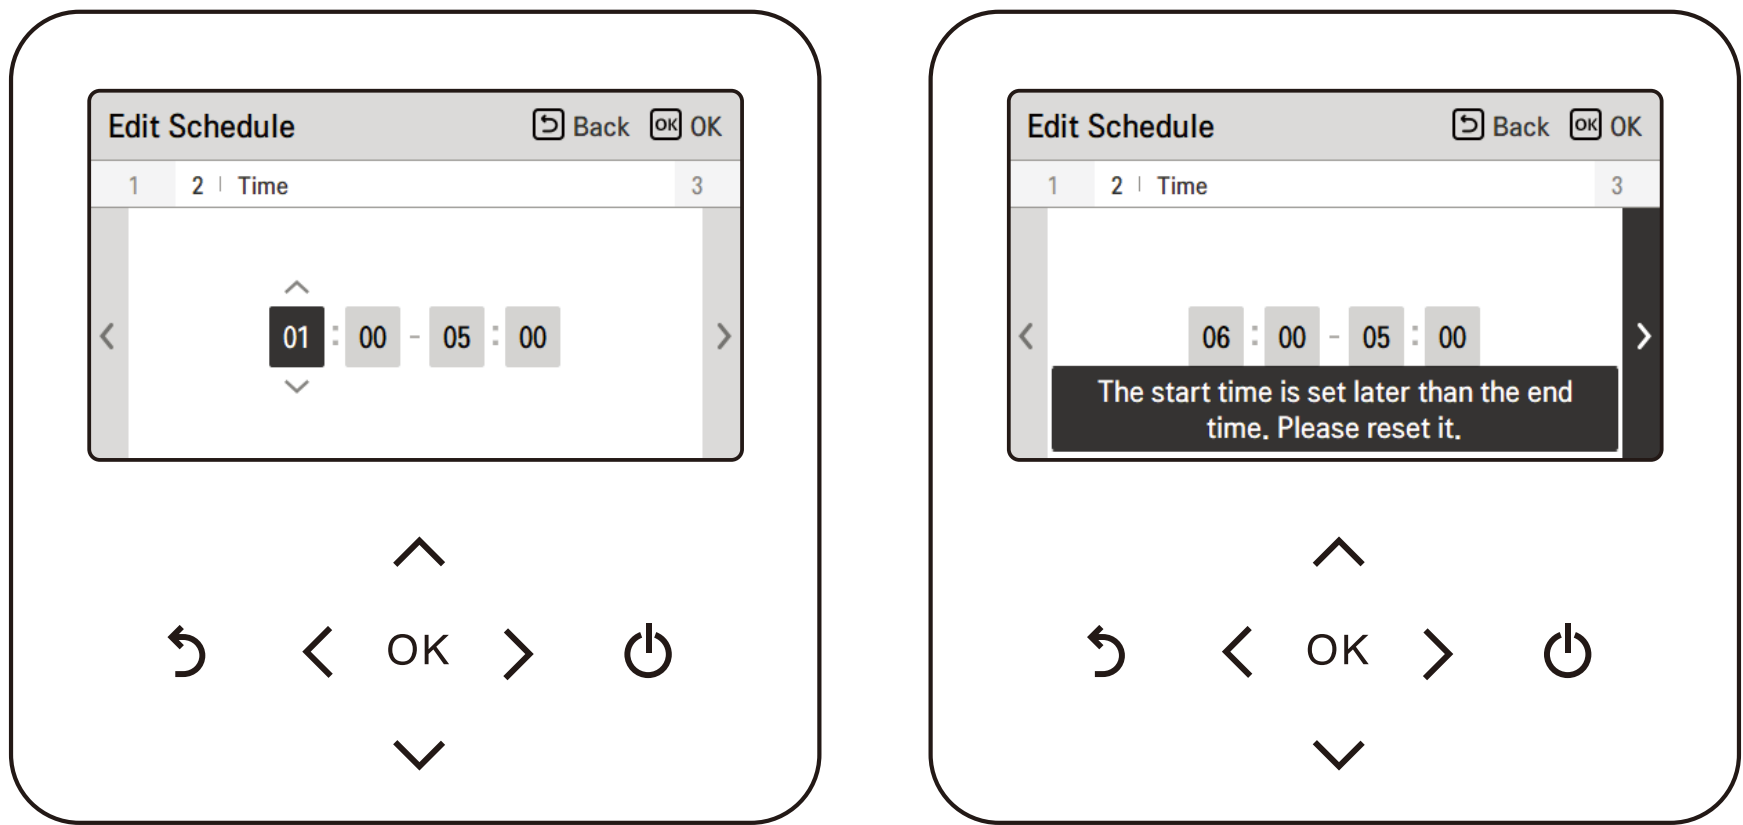 Edit Schedule Back OK OK
1 2 Time 3
01 : 00 - 05 : 00
OK
Edit Schedule Back OK OK
1 2 Time 3
06 : 00 - 05 : 00
The start time is set later than the end
time. Please reset it.
OK